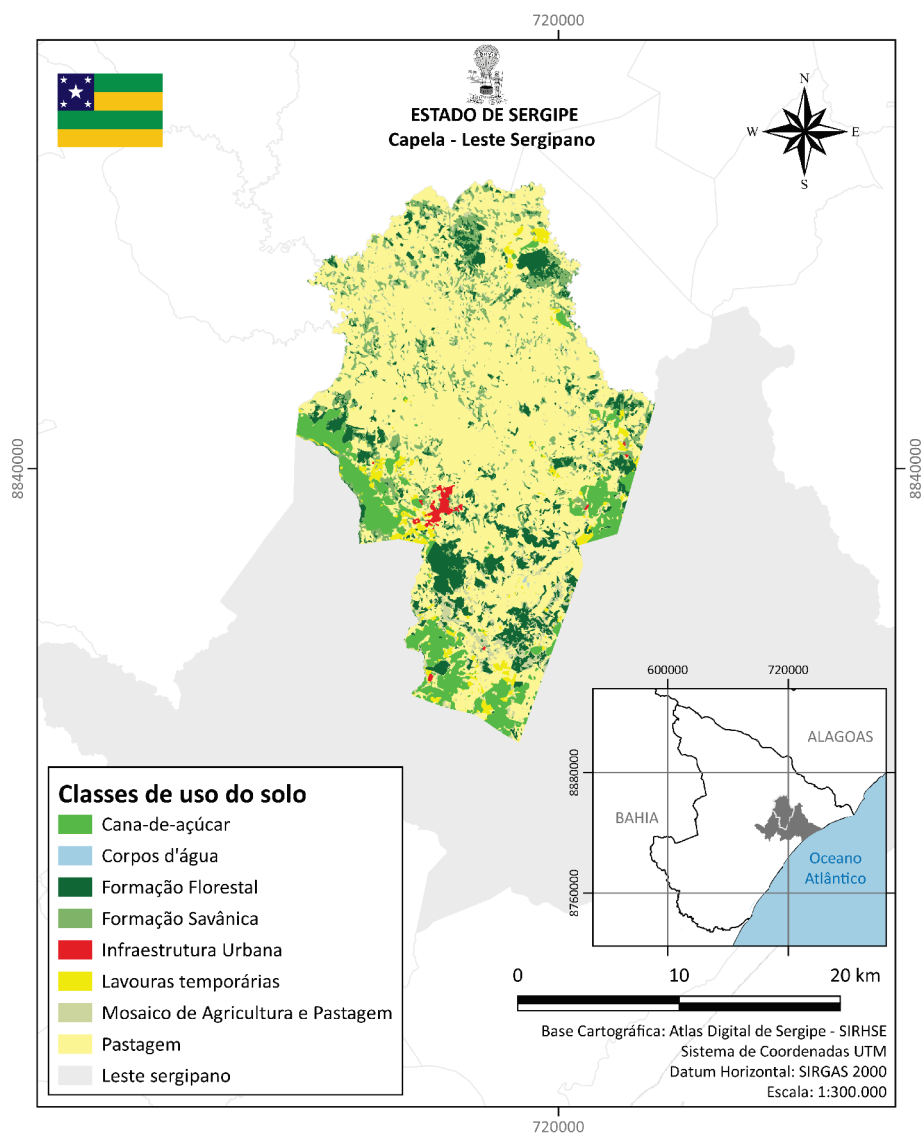 720000
ESTADO DE SERGIPE
Capela - Leste Sergipano
N
W
E
S
8840000
8840000
600000
720000
ALAGOAS
8880000
BAHIA
Oceano
Atlântico
8760000
Classes de uso do solo
Cana-de-açúcar
Corpos d'água
Formação Florestal
Formação Savânica
Infraestrutura Urbana
Lavouras temporárias
Mosaico de Agricultura e Pastagem
Pastagem
Leste sergipano
0 10 20 km
Base Cartográfica: Atlas Digital de Sergipe - SIRHSE
Sistema de Coordenadas UTM
Datum Horizontal: SIRGAS 2000
Escala: 1:300.000
720000